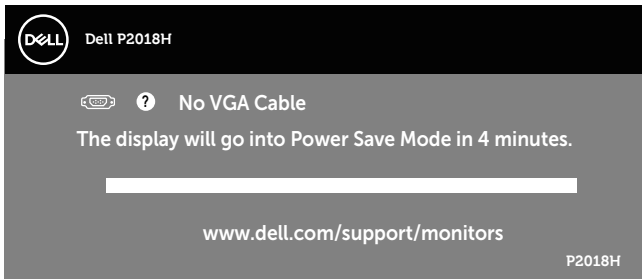 DELL Dell P2018H
? No VGA Cable
The display will go into Power Save Mode in 4 minutes.
www.dell.com/support/monitors
P2018H